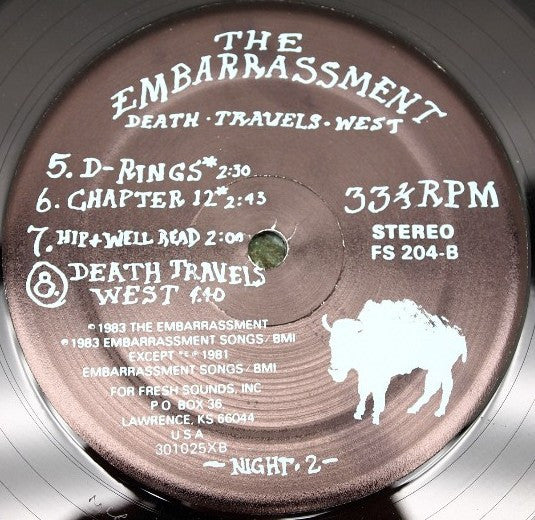 THE
EMBARRASSMENT
DEATH · TRAVELS · WEST
5. D-RINGS* 2:30
6. CHAPTER 12* 2:43
7. HIP + WELL READ 2:00
8. DEATH TRAVELS
WEST 1:10
33⅓ RPM
STEREO
FS 204-B
© 1983 THE EMBARRASSMENT
℗ 1983 EMBARRASSMENT SONGS/BMI
EXCEPT "*" ℗ 1981
EMBARRASSMENT SONGS/BMI
FOR FRESH SOUNDS, INC
P O BOX 36
LAWRENCE, KS 66044
U S A
301025XB
— NIGHT · 2 —